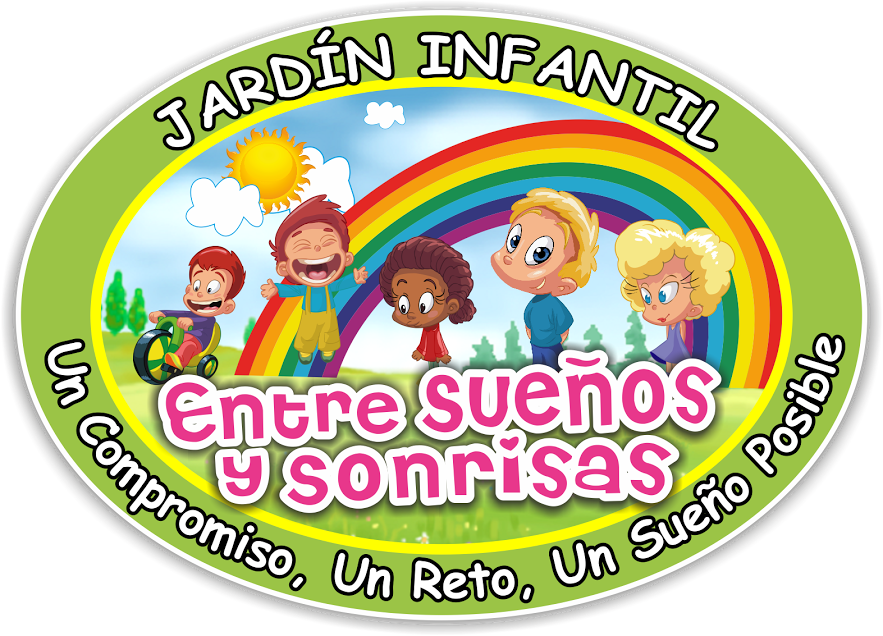 JARDÍN INFANTIL
Entre sueños
y sonrisas
Un Compromiso, Un Reto, Un Sueño Posible